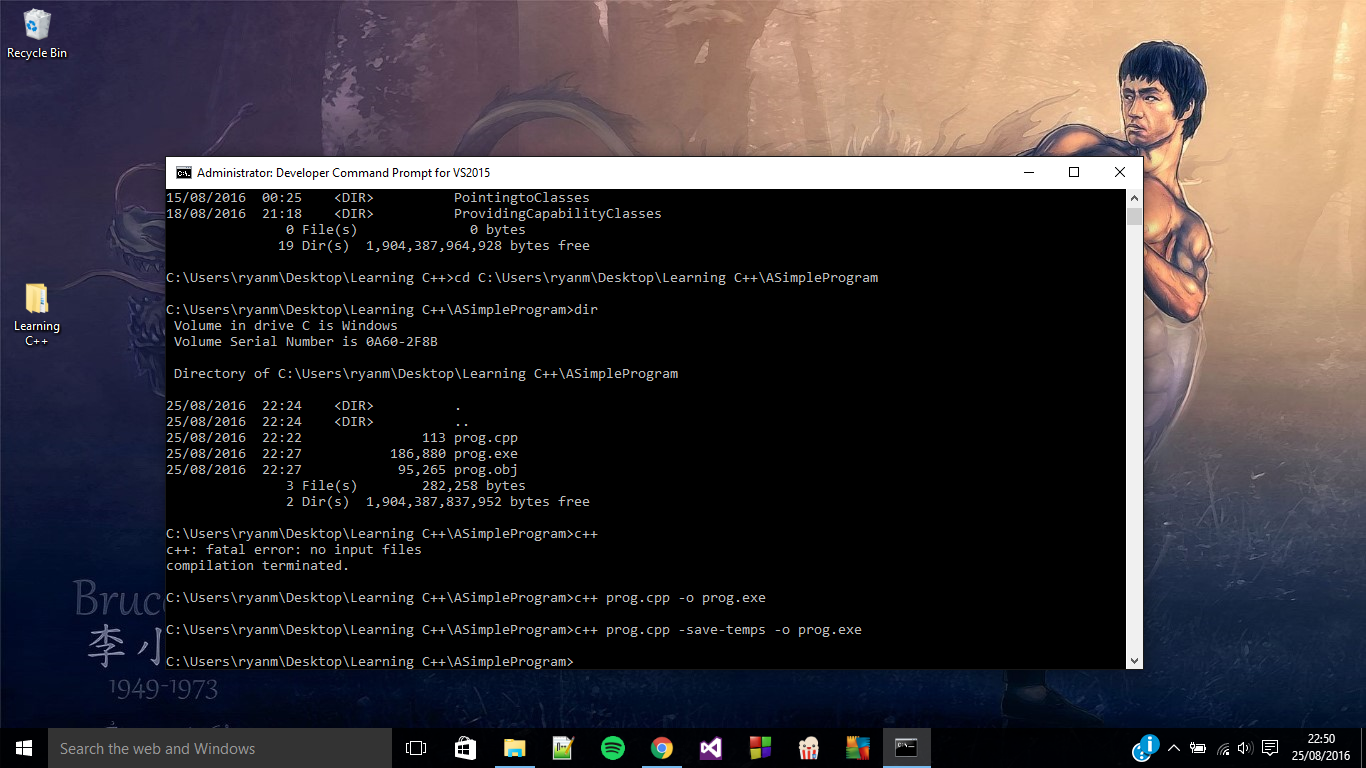 Recycle Bin
Learning
C++
Administrator: Developer Command Prompt for VS2015
15/08/2016  00:25    <DIR>          PointingtoClasses
18/08/2016  21:18    <DIR>          ProvidingCapabilityClasses
               0 File(s)              0 bytes
              19 Dir(s)  1,904,387,964,928 bytes free
C:\Users\ryanm\Desktop\Learning C++>cd C:\Users\ryanm\Desktop\Learning C++\ASimpleProgram
C:\Users\ryanm\Desktop\Learning C++\ASimpleProgram>dir
 Volume in drive C is Windows
 Volume Serial Number is 0A60-2F8B
 Directory of C:\Users\ryanm\Desktop\Learning C++\ASimpleProgram
25/08/2016  22:24    <DIR>          .
25/08/2016  22:24    <DIR>          ..
25/08/2016  22:22               113 prog.cpp
25/08/2016  22:27           186,880 prog.exe
25/08/2016  22:27            95,265 prog.obj
               3 File(s)        282,258 bytes
               2 Dir(s)  1,904,387,837,952 bytes free
C:\Users\ryanm\Desktop\Learning C++\ASimpleProgram>c++
c++: fatal error: no input files
compilation terminated.
C:\Users\ryanm\Desktop\Learning C++\ASimpleProgram>c++ prog.cpp -o prog.exe
C:\Users\ryanm\Desktop\Learning C++\ASimpleProgram>c++ prog.cpp -save-temps -o prog.exe
C:\Users\ryanm\Desktop\Learning C++\ASimpleProgram>
Bruc
李小
1949-1973
Search the web and Windows
22:50
25/08/2016